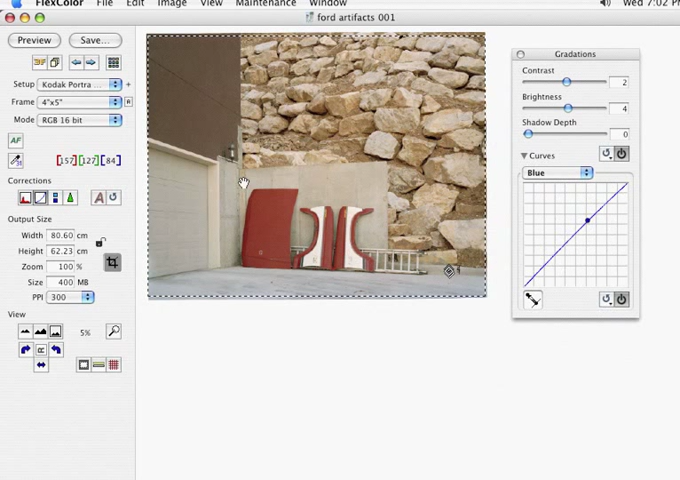 FlexColor File Edit Image View Maintenance Window Wed 7:02
ford artifacts 001
Preview Save...
Setup Kodak Portra ... +
Frame 4"x5" R
Mode RGB 16 bit
AF
[157] [127] [84]
Corrections
A
Output Size
Width 80.60 cm
Height 62.23 cm
Zoom 100 %
Size 400 MB
PPI 300
View
5%
R
Gradations
Contrast
2
Brightness
4
Shadow Depth
0
Curves
Blue